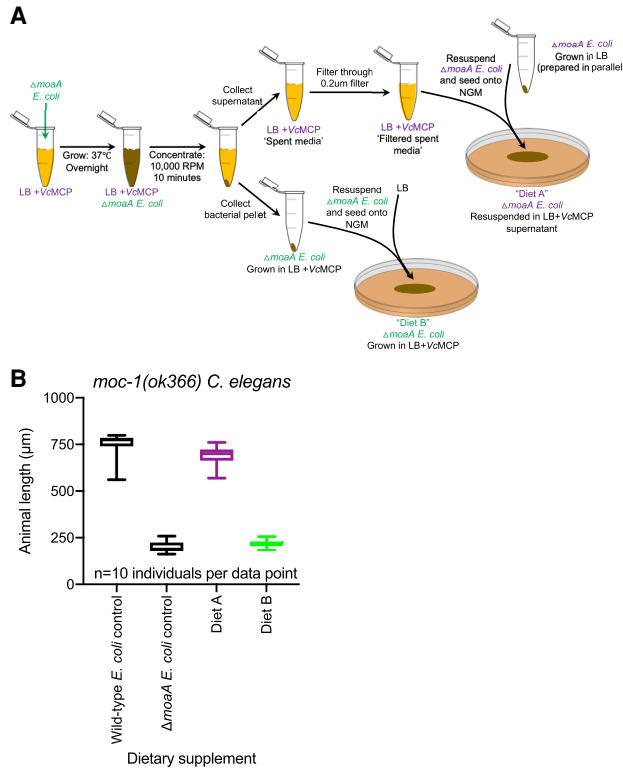 A
ΔmoaA
E. coli
LB +VcMCP
Grow: 37℃
Overnight
LB +VcMCP
ΔmoaA E. coli
Concentrate:
10,000 RPM
10 minutes
Collect
supernatant
LB +VcMCP
'Spent media'
Filter through
0.2um filter
LB +VcMCP
'Filtered spent
media'
Resuspend
ΔmoaA E. coli
and seed onto
NGM
ΔmoaA E. coli
Grown in LB
(prepared in parallel
"Diet A"
ΔmoaA E. coli
Resuspended in LB+VcMCP
supernatant
Collect
bacterial pellet
ΔmoaA E. coli
Grown in LB +VcMCP
Resuspend
ΔmoaA E. coli
and seed onto
NGM
LB
"Diet B"
ΔmoaA E. coli
Grown in LB+VcMCP
B
moc-1(ok366) C. elegans
Animal length (μm)
1000
750
500
250
0
n=10 individuals per data point
Wild-type E. coli control
ΔmoaA E. coli control
Diet A
Diet B
Dietary supplement